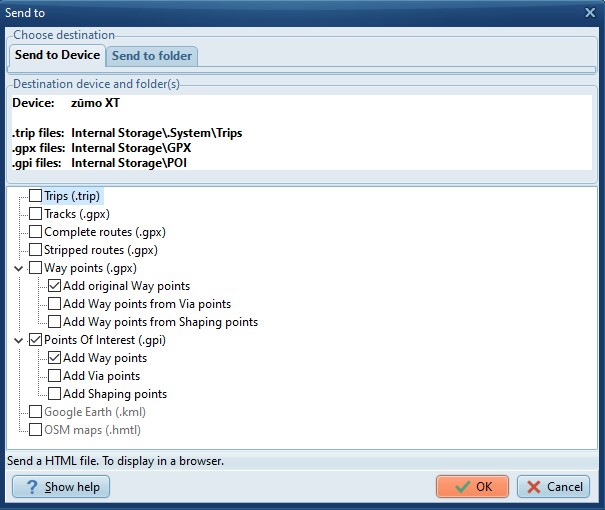 Send to
Choose destination
Send to Device Send to folder
Destination device and folder(s)
Device: zūmo XT
.trip files: Internal Storage\.System\Trips
.gpx files: Internal Storage\GPX
.gpi files: Internal Storage\POI
Trips (.trip)
Tracks (.gpx)
Complete routes (.gpx)
Stripped routes (.gpx)
Way points (.gpx)
Add original Way points
Add Way points from Via points
Add Way points from Shaping points
Points Of Interest (.gpi)
Add Way points
Add Via points
Add Shaping points
Google Earth (.kml)
OSM maps (.hmtl)
Send a HTML file. To display in a browser.
? Show help OK Cancel